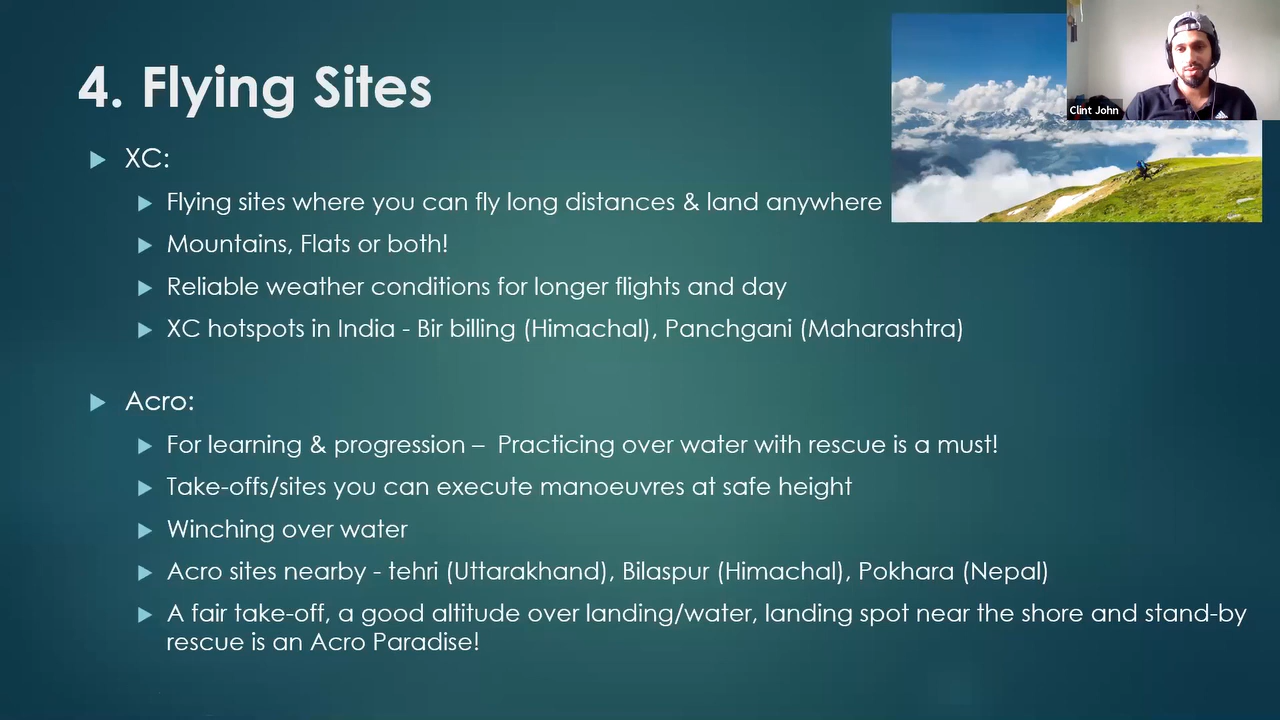 4. Flying Sites
Clint John
XC:
Flying sites where you can fly long distances & land anywhere
Mountains, Flats or both!
Reliable weather conditions for longer flights and day
XC hotspots in India - Bir billing (Himachal), Panchgani (Maharashtra)
Acro:
For learning & progression – Practicing over water with rescue is a must!
Take-offs/sites you can execute manoeuvres at safe height
Winching over water
Acro sites nearby - tehri (Uttarakhand), Bilaspur (Himachal), Pokhara (Nepal)
A fair take-off, a good altitude over landing/water, landing spot near the shore and stand-by
rescue is an Acro Paradise!